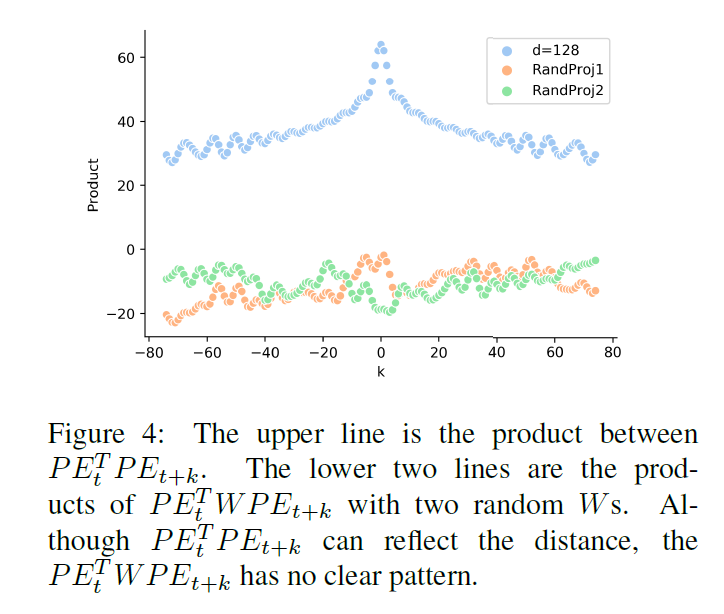 d=128
RandProj1
RandProj2
60
40
20
0
−20
Product
−80 −60 −40 −20 0 20 40 60 80
k
Figure 4: The upper line is the product between
$PE_t^T PE_{t+k}$. The lower two lines are the prod-
ucts of $PE_t^T W PE_{t+k}$ with two random $W$s. Al-
though $PE_t^T PE_{t+k}$ can reflect the distance, the
$PE_t^T W PE_{t+k}$ has no clear pattern.